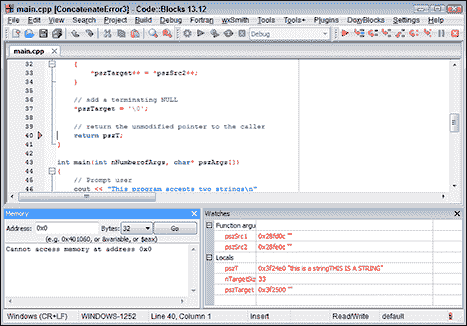 main.cpp [ConcatenateError3] - Code::Blocks 13.12
File Edit View Search Project Build Debug Fortran wxSmith Tools Tools+ Plugins DoxyBlocks Settings Help
Debug
main.cpp
32 {
33 *pszTarget++ = *pszSrc2++;
34 }
35
36 // add a terminating NULL
37 *pszTarget = '\0';
38
39 // return the unmodified pointer to the caller
40 return pszT;
41 }
42
43 int main(int nNumberofArgs, char* pszArgs[])
44 {
45 // Prompt user
46 cout << "This program accepts two strings\n"
Memory
Address: 0x0 Bytes: 32 Go
(e.g. 0x401060, or &variable, or $eax)
Cannot access memory at address 0x0
Watches
Function argu
pszSrc1 0x28fd0c ""
pszSrc2 0x28fe0c ""
Locals
pszT 0x3f24e0 "this is a stringTHIS IS A STRING"
nTargetSiz 33
pszTarget 0x3f2500 ""
Windows (CR+LF) WINDOWS-1252 Line 40, Column 1 Insert Read/Write default